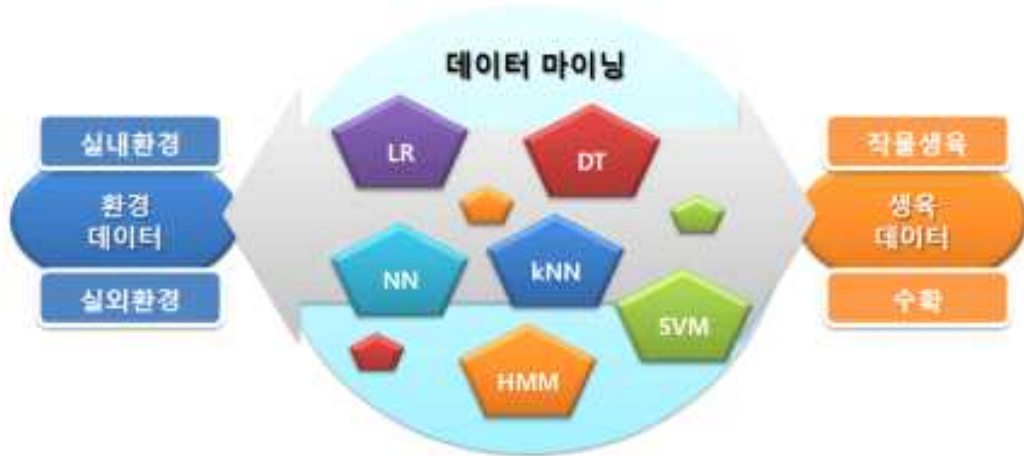 데이터 마이닝
실내환경
환경
데이터
실외환경
LR
DT
NN
kNN
SVM
HMM
작물생육
생육
데이터
수확